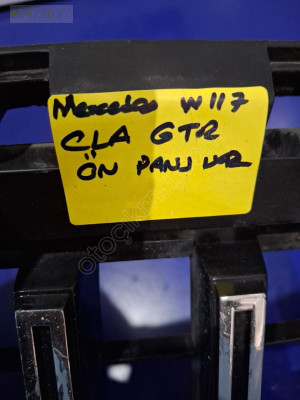 Mercedes W117
CLA GTR
ÖN PANJUR